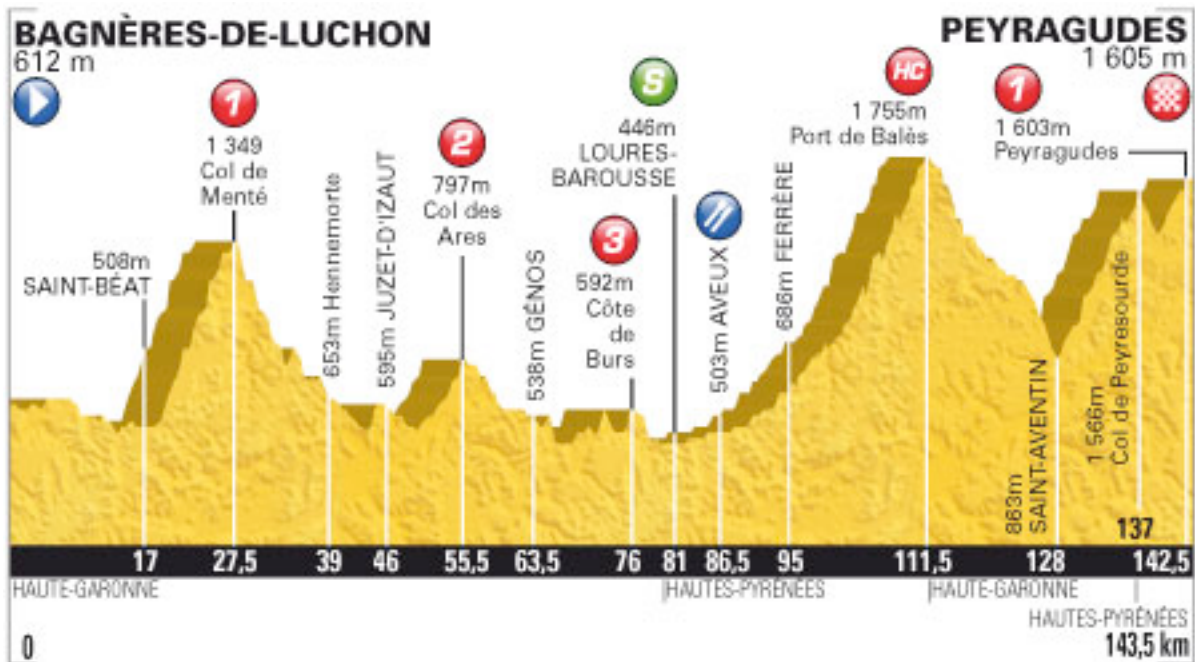 BAGNÈRES-DE-LUCHON
612 m
PEYRAGUDES
1 605 m
1
1 349
Col de
Menté
508m
SAINT-BÉAT
653m Hennemorte
595m JUZET-D'IZAUT
2
797m
Col des
Ares
538m GÉNOS
3
592m
Côte
de
Burs
S
446m
LOURES-
BAROUSSE
503m AVEUX
686m FERRÈRE
HC
1 755m
Port de Balès
863m
SAINT-AVENTIN
1 566m
Col de Peyresourde
1
1 603m
Peyragudes
137
17 27,5 39 46 55,5 63,5 76 81 86,5 95 111,5 128 142,5
HAUTE-GARONNE HAUTES-PYRÉNÉES HAUTE-GARONNE
HAUTES-PYRÉNÉES
0 143,5 km